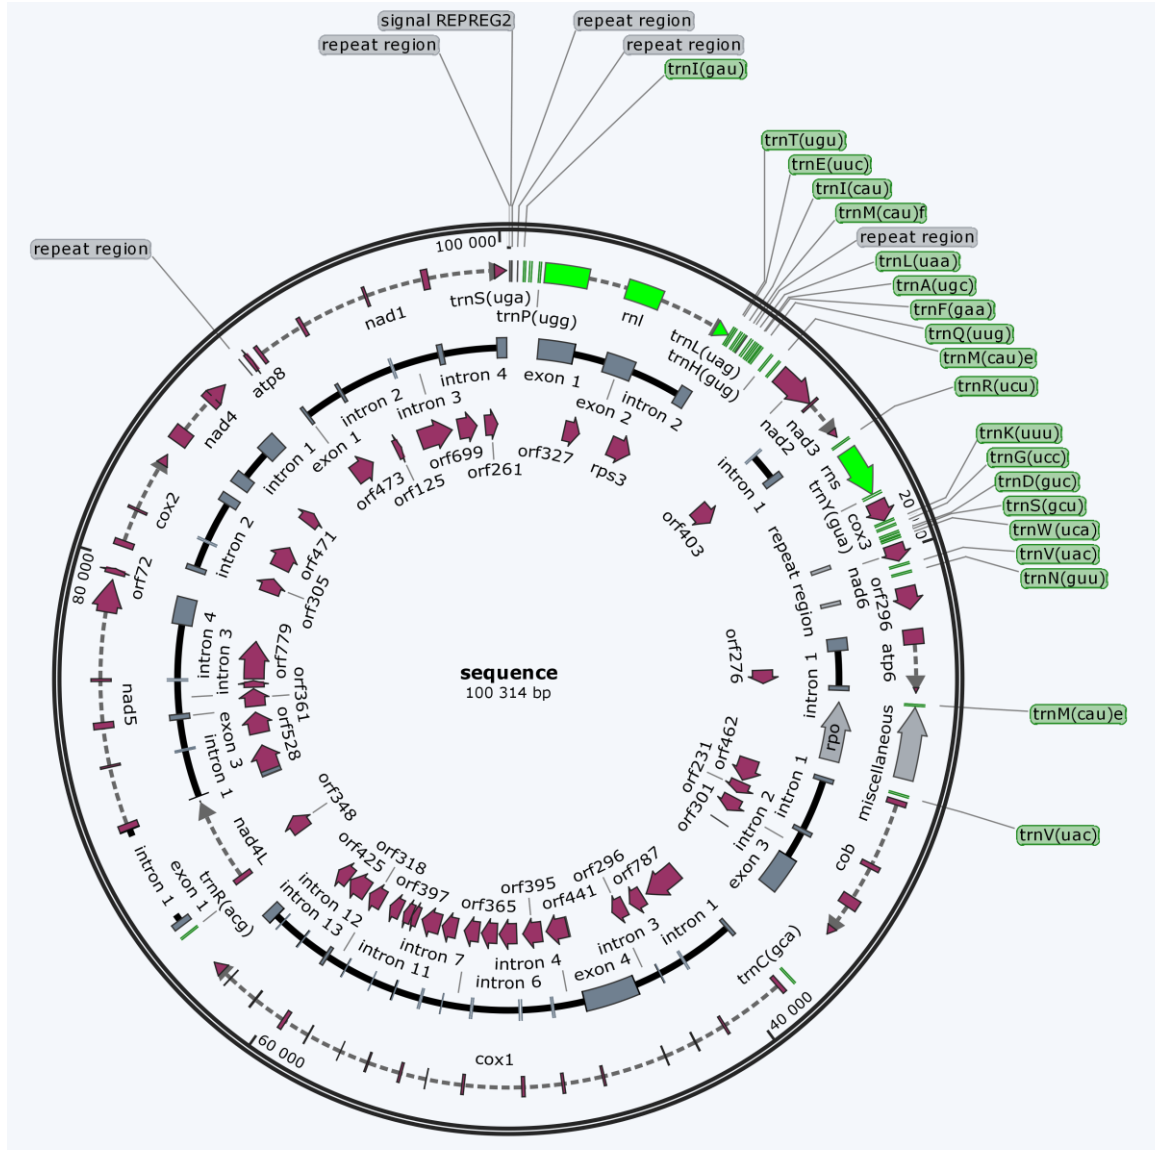 signal REPREG2
repeat region
repeat region
repeat region
trnI(gau)
trnT(ugu)
trnE(uuc)
trnI(cau)
trnM(cau)f
repeat region
trnL(uaa)
trnA(ugc)
trnF(gaa)
trnQ(uug)
trnM(cau)e
trnR(ucu)
trnK(uuu)
trnG(ucc)
trnD(guc)
trnS(gcu)
trnW(uca)
trnV(uac)
trnN(guu)
trnM(cau)e
trnV(uac)
repeat region
100 000
trnS(uga)
trnP(ugg)
rnl
trnL(uag)
trnH(gug)
nad2
nad3
rns
trnY(gua)
cox3
20 000
nad6
orf296
atp6
miscellaneous
cob
trnC(gca)
40 000
cox1
60 000
trnR(acg)
exon 1
intron 1
nad4L
nad5
80 000
orf72
cox2
nad4
atp8
nad1
exon 1
exon 2
intron 2
intron 1
repeat region
intron 1
rpo
intron 1
intron 2
exon 3
intron 1
intron 3
exon 4
intron 4
intron 6
intron 7
intron 11
intron 13
intron 12
intron 1
exon 3
intron 3
intron 4
intron 2
intron 1
exon 1
intron 2
intron 3
intron 4
orf327
rps3
orf403
orf276
orf462
orf231
orf301
orf787
orf296
orf441
orf395
orf365
orf397
orf318
orf425
orf348
orf528
orf361
orf779
orf305
orf471
orf473
orf125
orf699
orf261
sequence
100 314 bp